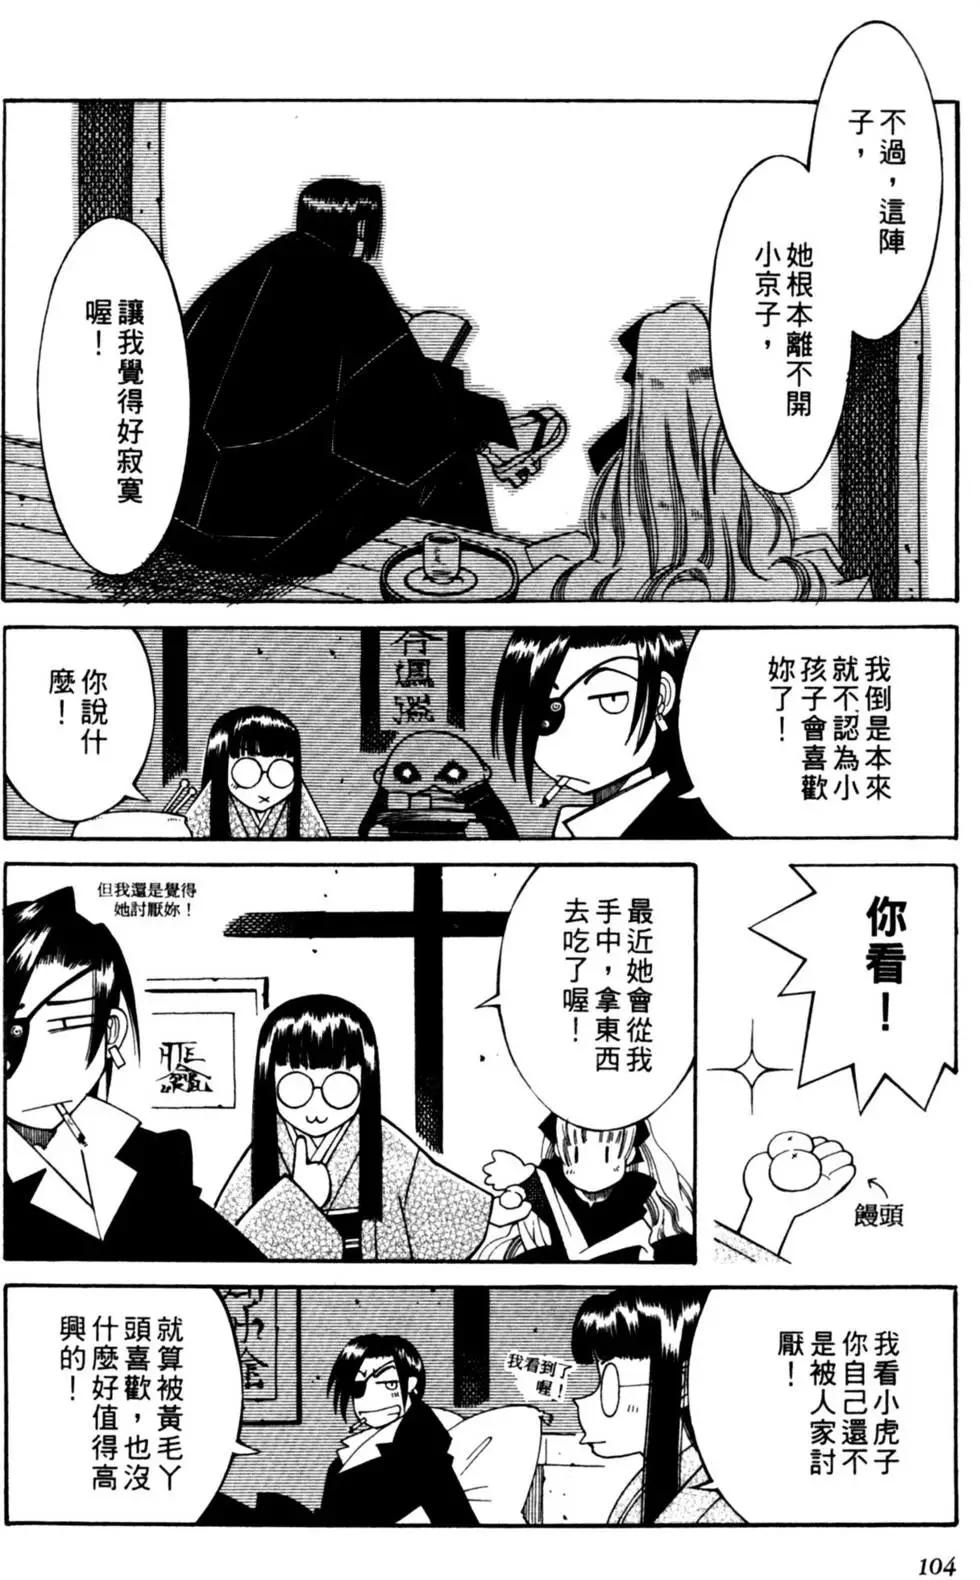 不過，這陣
子，
她根本離不開
小京子，
讓我覺得好寂寞
喔！
我倒是本來
就不認為小
孩子會喜歡
妳了！
你說什
麼！
你看！
饅頭
最近她會從我
手中，拿東西
去吃了喔！
但我還是覺得
她討厭妳！
我看小虎子
你自己還不
是被人家討
厭！
我看到了
喔！
就算被黃毛丫
頭喜歡，也沒
什麼好值得高
興的！
104